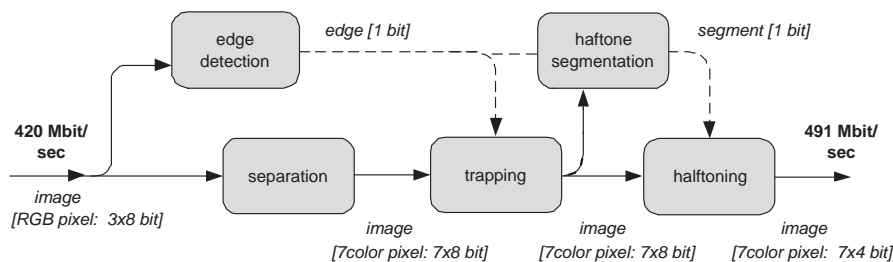 edge
detection
edge [1 bit]
haftone
segmentation
segment [1 bit]
420 Mbit/
sec
491 Mbit/
sec
separation
trapping
halftoning
image
[RGB pixel: 3x8 bit]
image
[7color pixel: 7x8 bit]
image
[7color pixel: 7x8 bit]
image
[7color pixel: 7x4 bit]